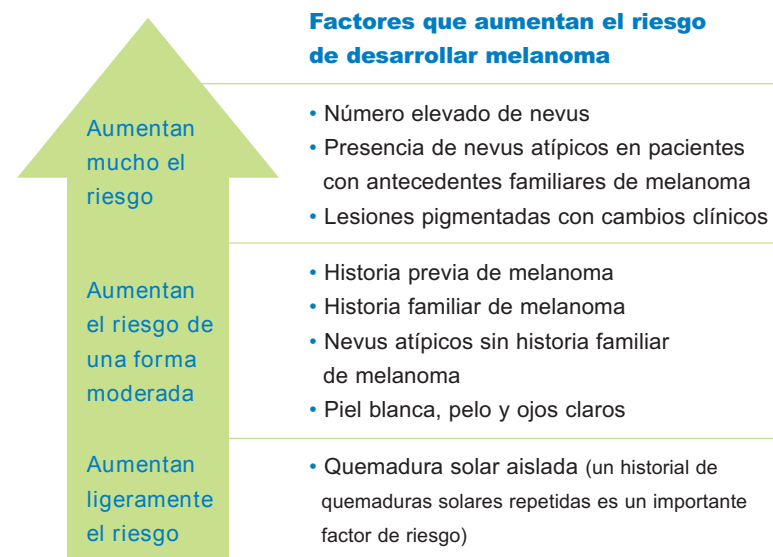 Factores que aumentan el riesgo
de desarrollar melanoma
Aumentan
mucho el
riesgo
• Número elevado de nevus
• Presencia de nevus atípicos en pacientes
con antecedentes familiares de melanoma
• Lesiones pigmentadas con cambios clínicos
Aumentan
el riesgo de
una forma
moderada
• Historia previa de melanoma
• Historia familiar de melanoma
• Nevus atípicos sin historia familiar
de melanoma
• Piel blanca, pelo y ojos claros
Aumentan
ligeramente
el riesgo
• Quemadura solar aislada (un historial de
quemaduras solares repetidas es un importante
factor de riesgo)